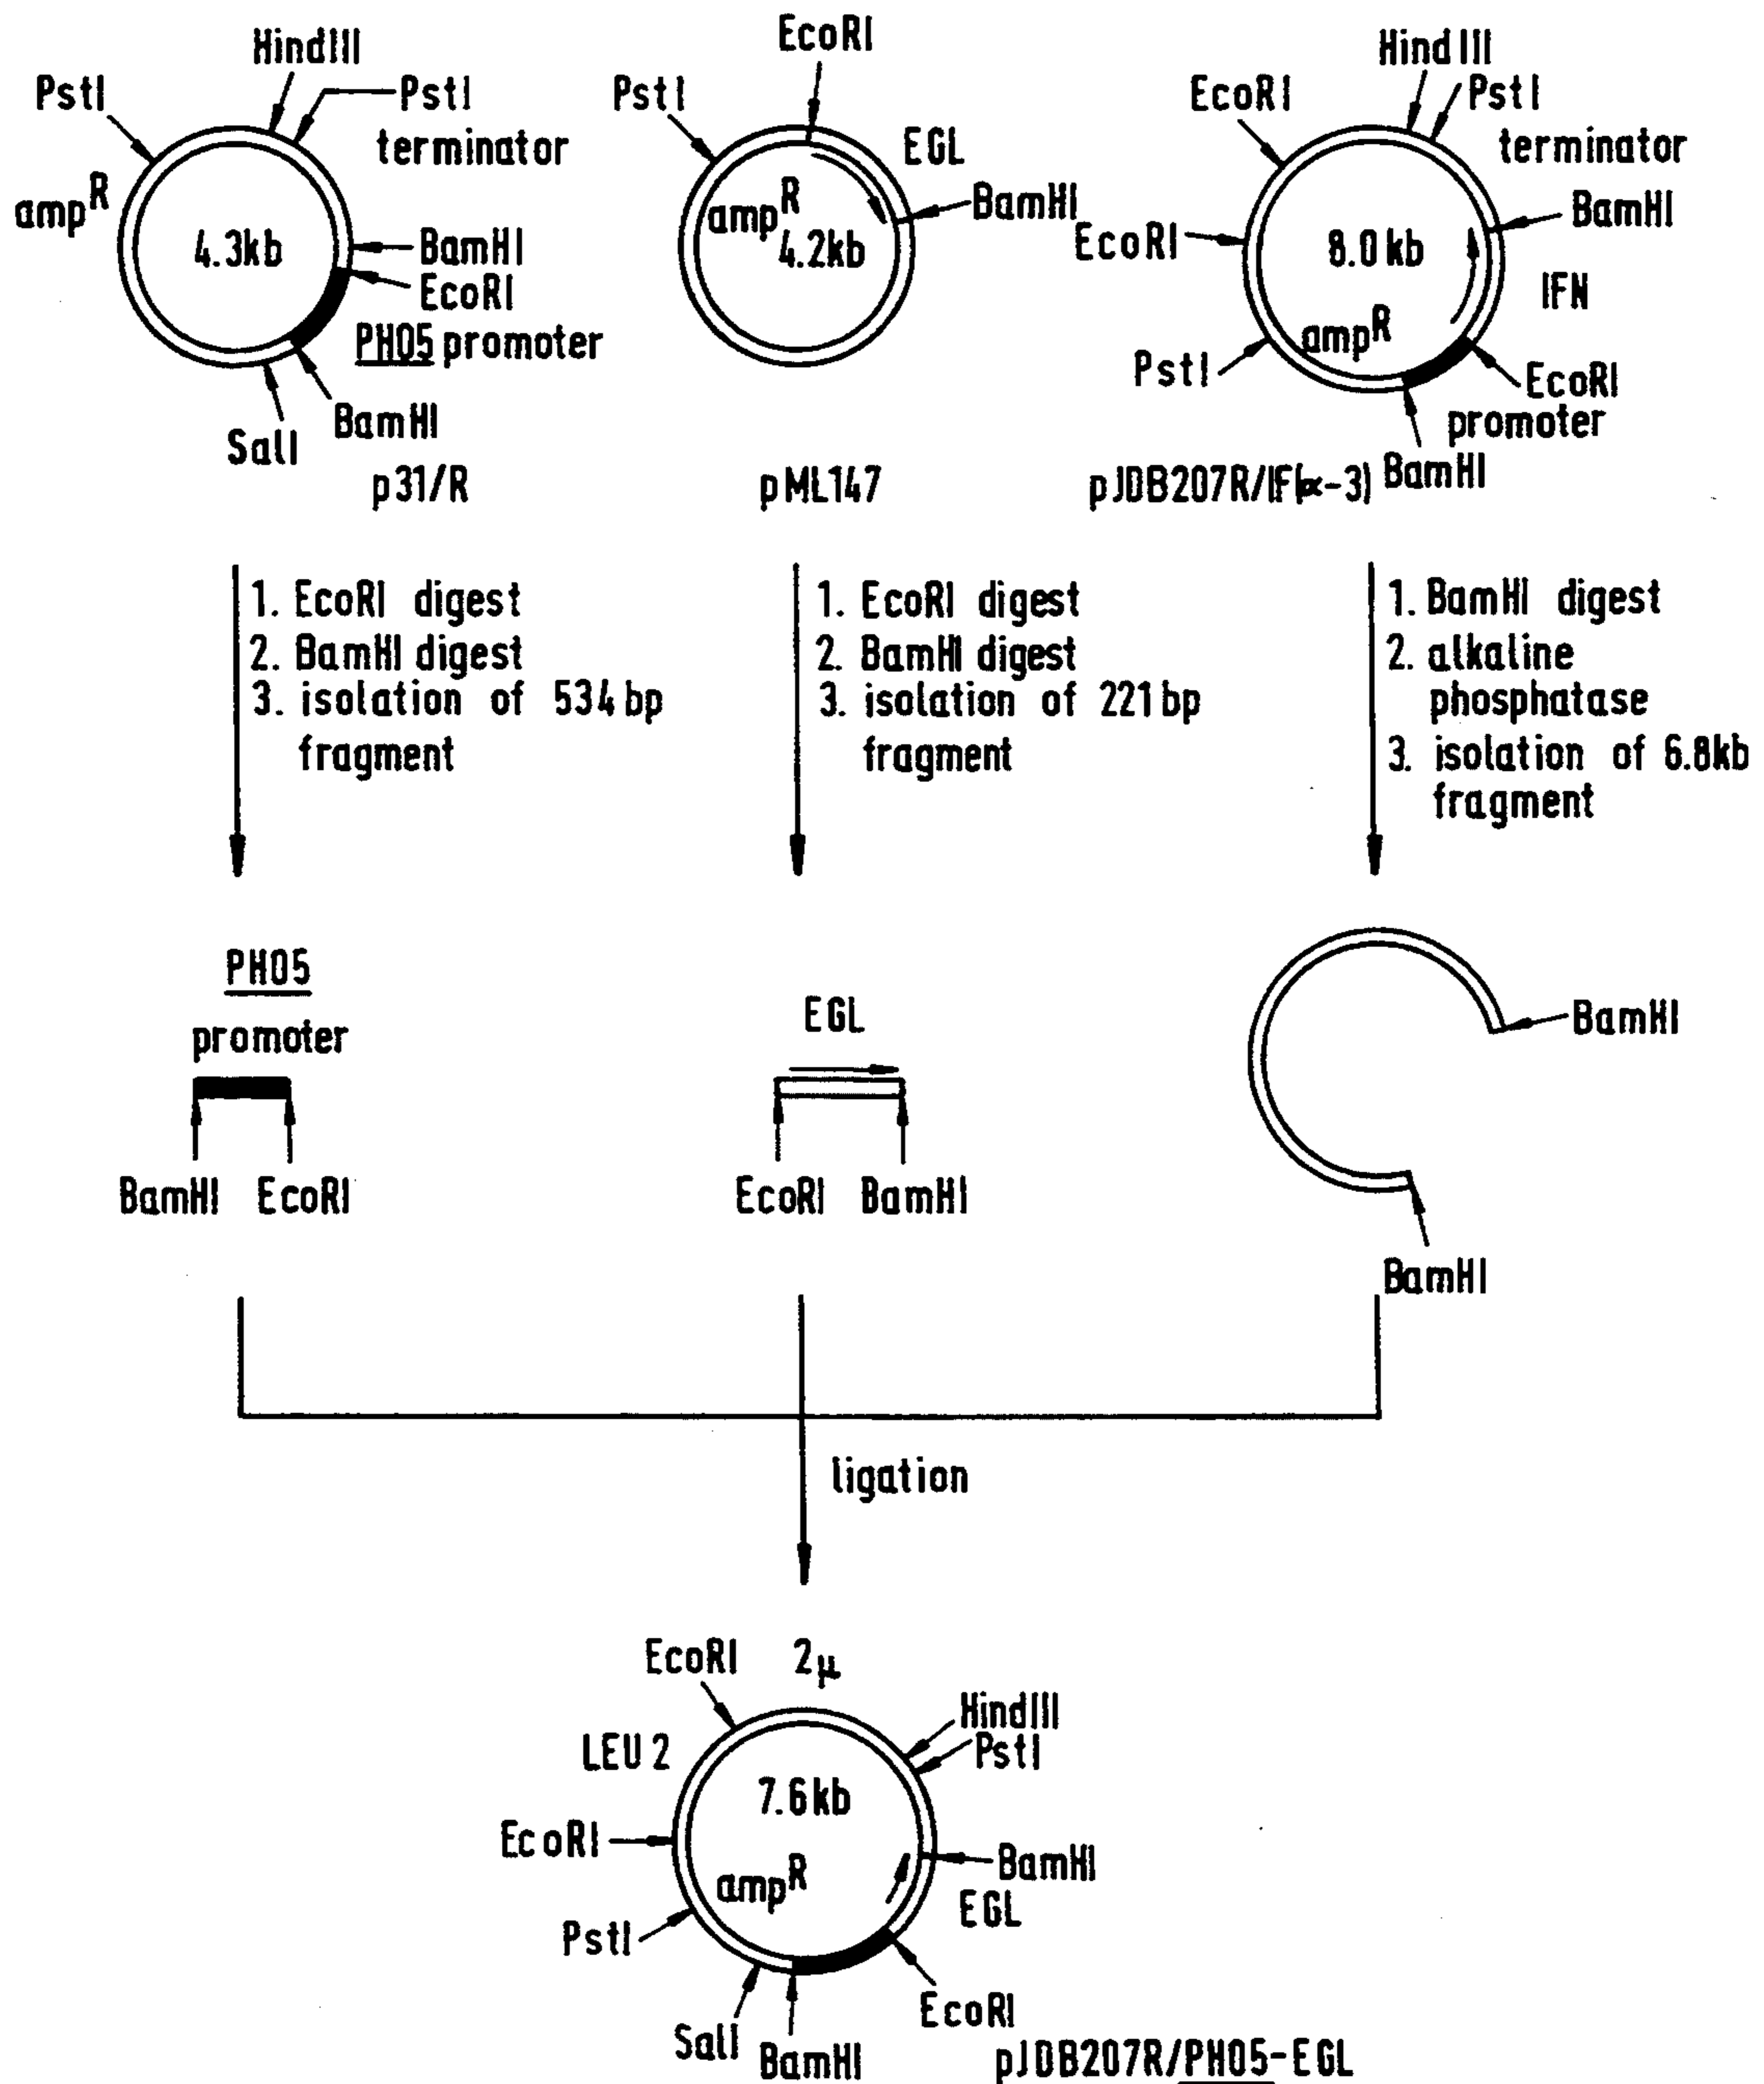 HindIII
PstI
PstI
terminator
amp^R
4.3kb
BamHI
EcoRI
PHO5 promoter
BamHI
SalI
p31/R
EcoRI
PstI
EGL
amp^R
BamHI
4.2kb
pML147
HindIII
EcoRI
PstI
terminator
BamHI
EcoRI
8.0kb
IFN
amp^R
PstI
EcoRI
promoter
BamHI
pJDB207R/IF(α-3)
1. EcoRI digest
2. BamHI digest
3. isolation of 534bp
fragment
1. EcoRI digest
2. BamHI digest
3. isolation of 221bp
fragment
1. BamHI digest
2. alkaline
phosphatase
3. isolation of 6.8kb
fragment
PHO5
promoter
BamHI EcoRI
EGL
EcoRI BamHI
BamHI
BamHI
ligation
EcoRI
2μ
HindIII
PstI
LEU 2
7.6kb
EcoRI
BamHI
amp^R
EGL
PstI
EcoRI
SalI
BamHI
pJDB207R/PHO5-EGL